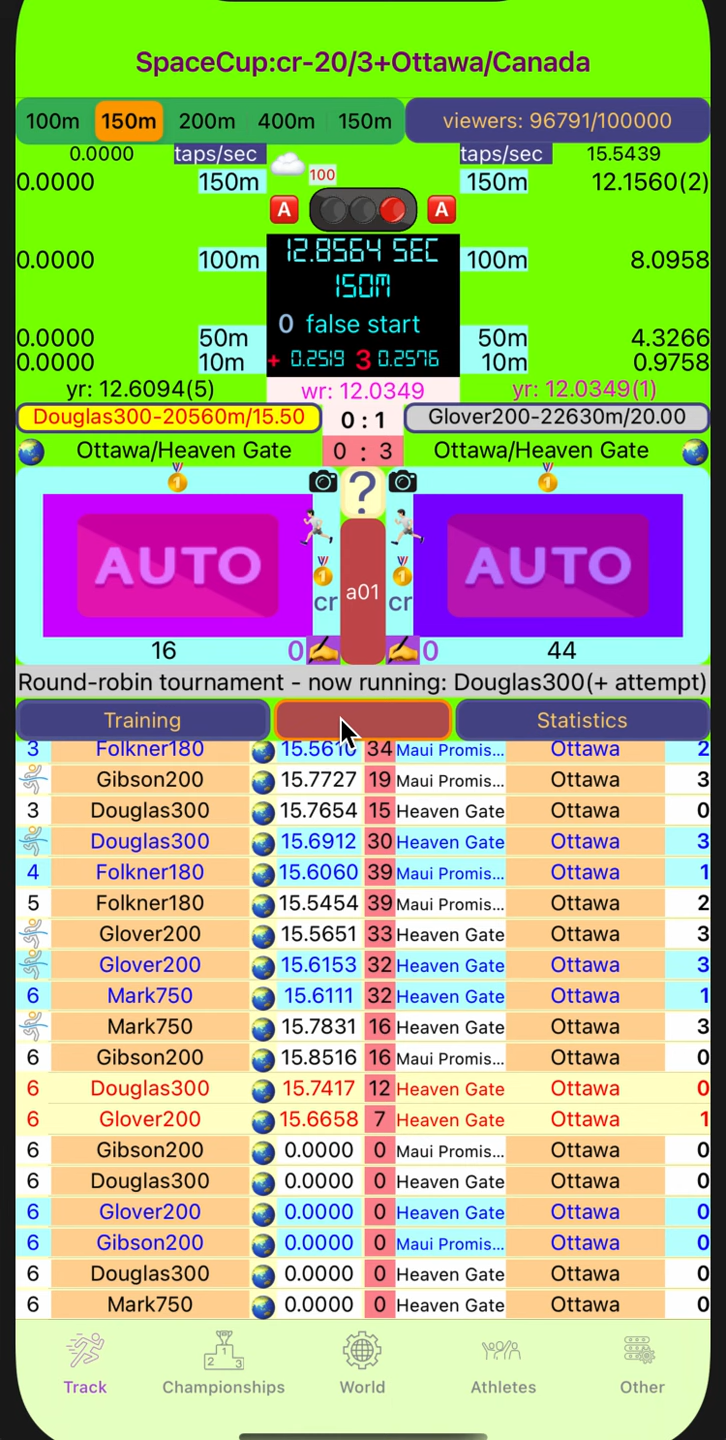 SpaceCup:cr-20/3+Ottawa/Canada
100m 150m 200m 400m 150m viewers: 96791/100000
0.0000 taps/sec taps/sec 15.5439
100
0.0000 150m 150m 12.1560(2)
A A
12.8564 SEC
0.0000 100m 100m 8.0958
150M
0 false start
0.0000 50m 50m 4.3266
0.0000 10m + 0.2519 3 0.2576 10m 0.9758
yr: 12.6094(5) wr: 12.0349 yr: 12.0349(1)
Douglas300-20560m/15.50 0 : 1 Glover200-22630m/20.00
Ottawa/Heaven Gate 0 : 3 Ottawa/Heaven Gate
?
AUTO AUTO
cr a01 cr
16 0 0 44
Round-robin tournament - now running: Douglas300(+ attempt)
Training Statistics
3 Folkner180 15.5610 34 Maui Promis... Ottawa 2
Gibson200 15.7727 19 Maui Promis... Ottawa 3
3 Douglas300 15.7654 15 Heaven Gate Ottawa 0
Douglas300 15.6912 30 Heaven Gate Ottawa 3
4 Folkner180 15.6060 39 Maui Promis... Ottawa 1
5 Folkner180 15.5454 39 Maui Promis... Ottawa 2
Glover200 15.5651 33 Heaven Gate Ottawa 3
Glover200 15.6153 32 Heaven Gate Ottawa 3
6 Mark750 15.6111 32 Heaven Gate Ottawa 1
Mark750 15.7831 16 Heaven Gate Ottawa 3
6 Gibson200 15.8516 16 Maui Promis... Ottawa 0
6 Douglas300 15.7417 12 Heaven Gate Ottawa 0
6 Glover200 15.6658 7 Heaven Gate Ottawa 1
6 Gibson200 0.0000 0 Maui Promis... Ottawa 0
6 Douglas300 0.0000 0 Heaven Gate Ottawa 0
6 Glover200 0.0000 0 Heaven Gate Ottawa 0
6 Gibson200 0.0000 0 Maui Promis... Ottawa 0
6 Douglas300 0.0000 0 Heaven Gate Ottawa 0
6 Mark750 0.0000 0 Heaven Gate Ottawa 0
Track Championships World Athletes Other